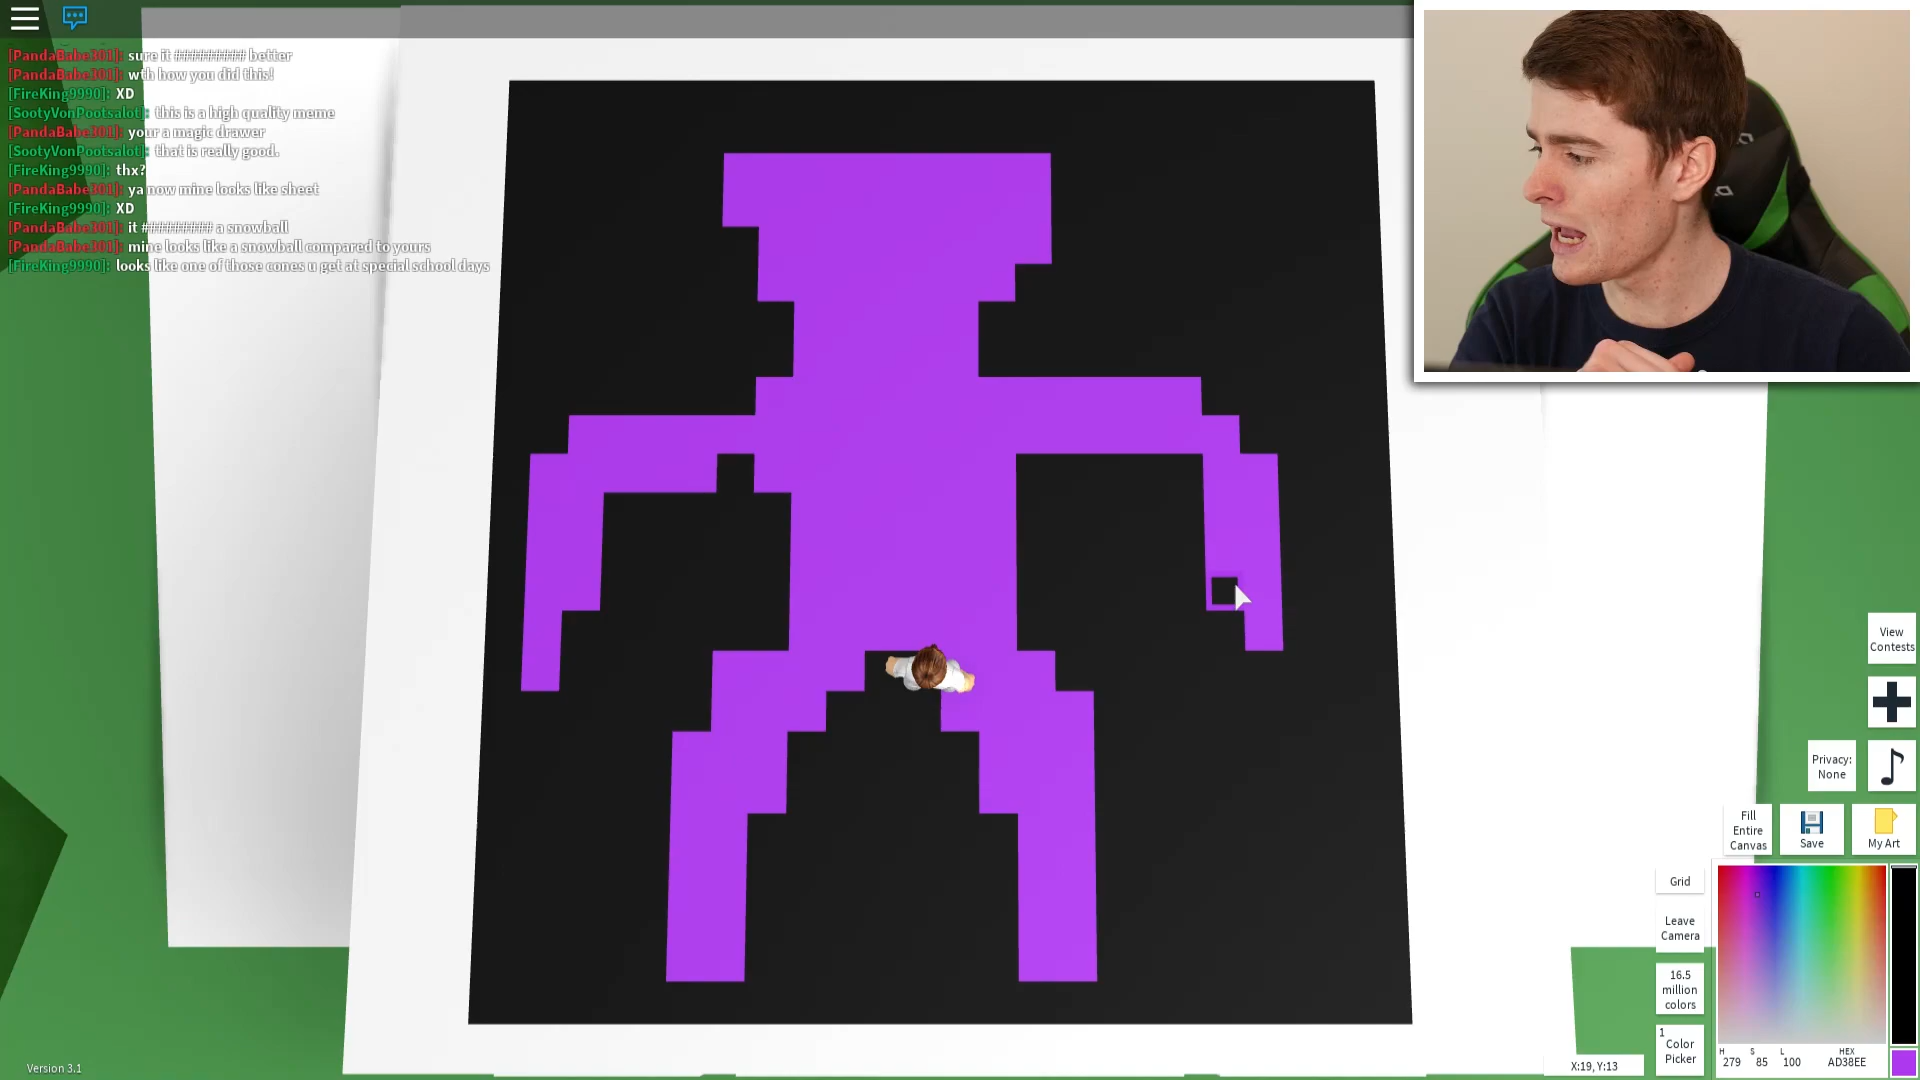 [PandaBabe301]: sure it ######### better
[PandaBabe301]: wth how you did this!
[FireKing9990]: XD
[SootyVonPootsalot]: this is a high quality meme
[PandaBabe301]: your a magic drawer
[SootyVonPootsalot]: that is really good.
[FireKing9990]: thx?
[PandaBabe301]: ya now mine looks like sheet
[FireKing9990]: XD
[PandaBabe301]: it ######### a snowball
[PandaBabe301]: mine looks like a snowball compared to yours
[FireKing9990]: looks like one of those cones u get at special school days
View
Contests
Privacy:
None
Fill
Entire
Canvas
Save
My Art
Grid
Leave
Camera
16.5
million
colors
1
Color
Picker
H S L HEX
279 85 100 AD38EE
X:19, Y:13
Version 3.1